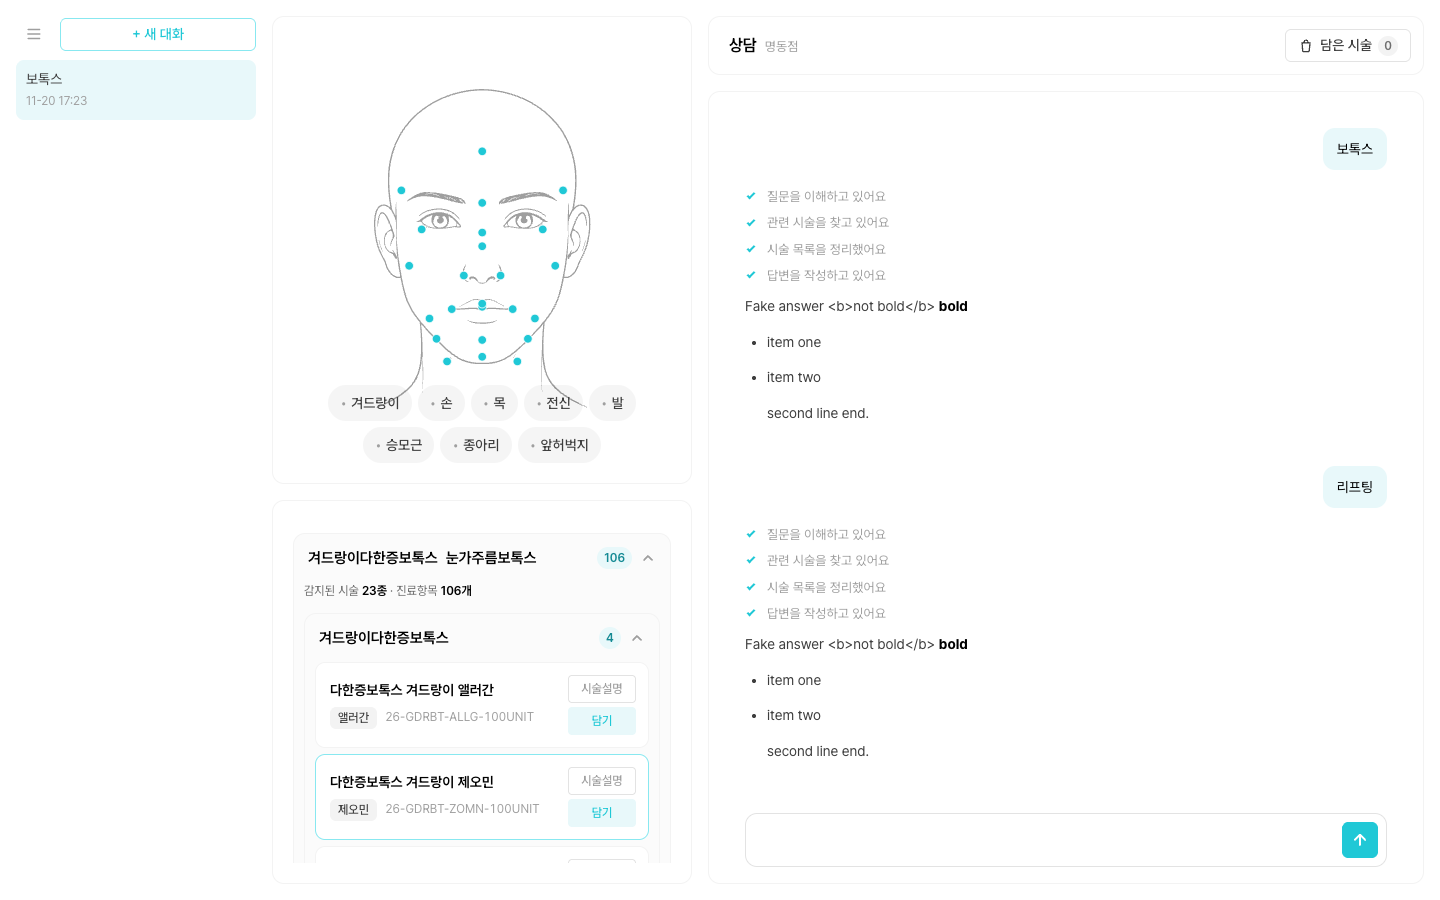 + 새 대화
보톡스
11-20 17:23
• 겨드랑이 • 손 • 목 • 전신 • 발
• 승모근 • 종아리 • 앞허벅지
겨드랑이다한증보톡스 눈가주름보톡스 106
감지된 시술 23종 · 진료항목 106개
겨드랑이다한증보톡스 4
다한증보톡스 겨드랑이 앨러간
시술설명
앨러간 26-GDRBT-ALLG-100UNIT
담기
다한증보톡스 겨드랑이 제오민
시술설명
제오민 26-GDRBT-ZOMN-100UNIT
담기
상담 명동점
담은 시술 0
보톡스
질문을 이해하고 있어요
관련 시술을 찾고 있어요
시술 목록을 정리했어요
답변을 작성하고 있어요
Fake answer <b>not bold</b> bold
• item one
• item two
second line end.
리프팅
질문을 이해하고 있어요
관련 시술을 찾고 있어요
시술 목록을 정리했어요
답변을 작성하고 있어요
Fake answer <b>not bold</b> bold
• item one
• item two
second line end.